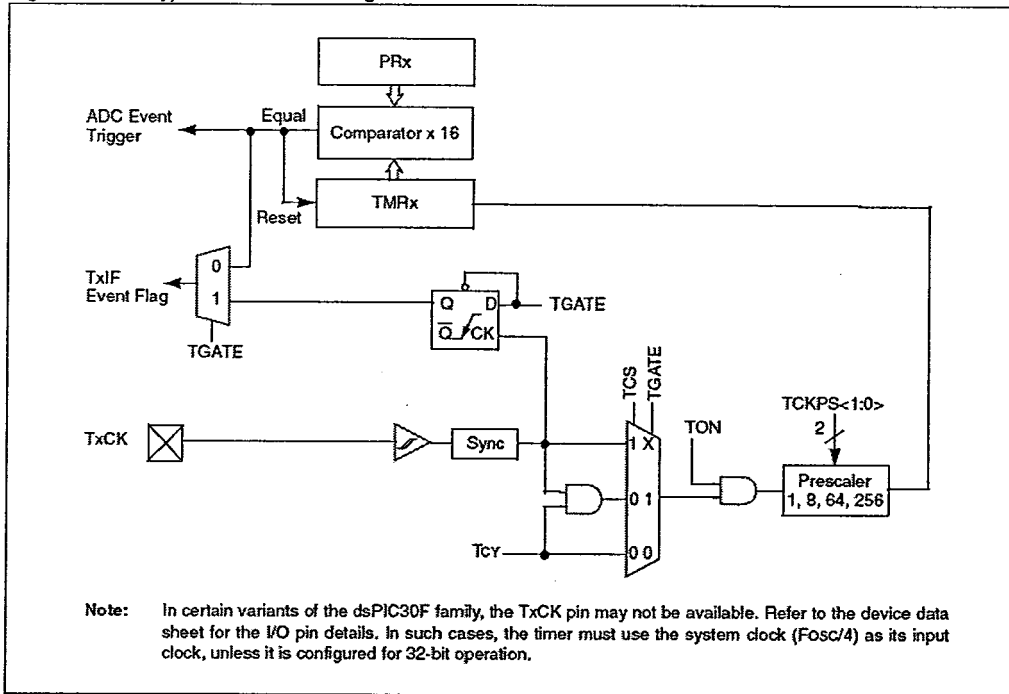 PRx
ADC Event
Trigger
Equal
Comparator x 16
Reset
TMRx
TxIF
Event Flag
0
1
TGATE
Q D
Q̅ CK
TGATE
TCS
TGATE
TCKPS<1:0>
2
TON
TxCK
Sync
1 X
Prescaler
1, 8, 64, 256
0 1
TCY
0 0
Note: In certain variants of the dsPIC30F family, the TxCK pin may not be available. Refer to the device data
sheet for the I/O pin details. In such cases, the timer must use the system clock (FOSC/4) as its input
clock, unless it is configured for 32-bit operation.